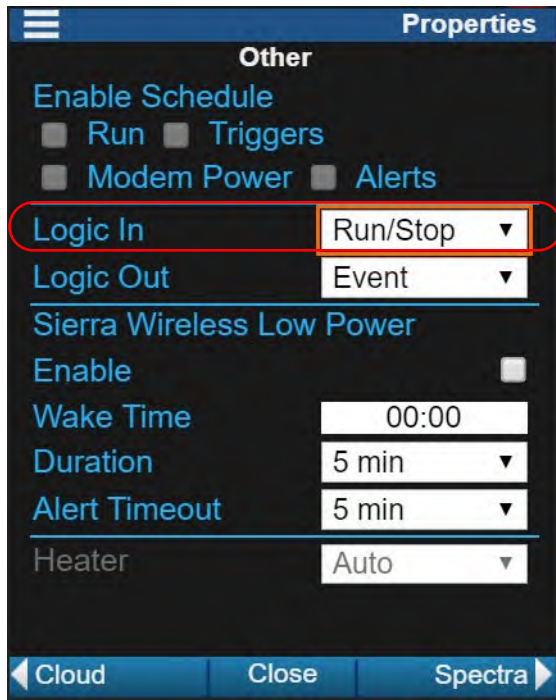 Properties
Other
Enable Schedule
Run Triggers
Modem Power Alerts
Logic In Run/Stop
Logic Out Event
Sierra Wireless Low Power
Enable
Wake Time 00:00
Duration 5 min
Alert Timeout 5 min
Heater Auto
Cloud Close Spectra